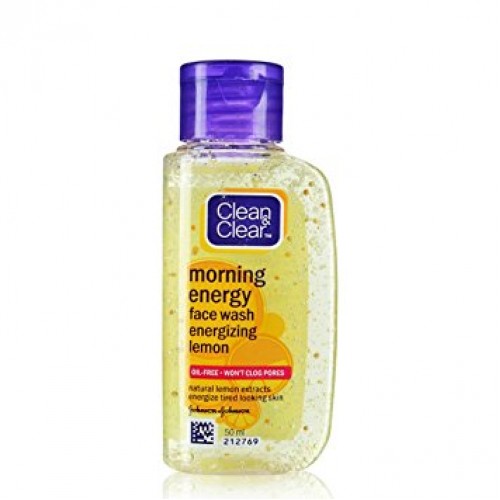 Clean &
Clear™
morning
energy
face wash
energizing
lemon
OIL-FREE • WON'T CLOG PORES
natural lemon extracts
energize tired looking skin
Johnson & Johnson
50 ml
212769